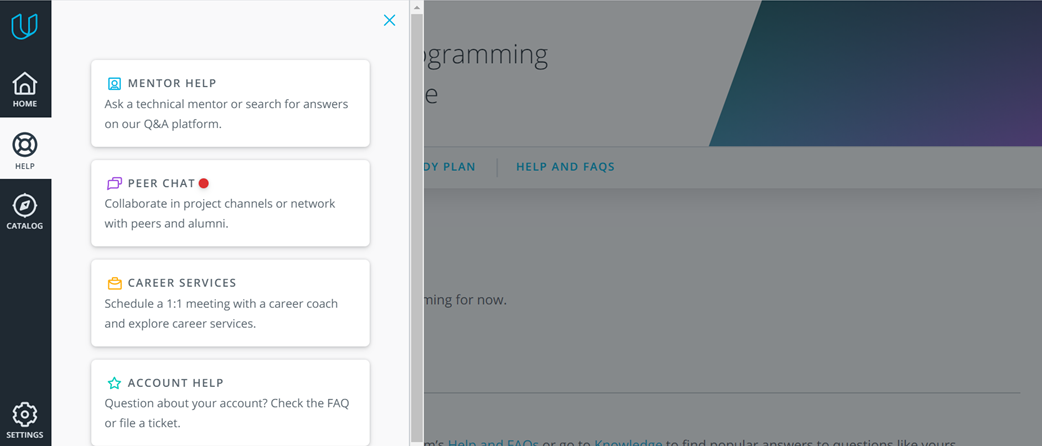 HOME
HELP
CATALOG
SETTINGS
MENTOR HELP
Ask a technical mentor or search for answers
on our Q&A platform.
PEER CHAT
Collaborate in project channels or network
with peers and alumni.
CAREER SERVICES
Schedule a 1:1 meeting with a career coach
and explore career services.
ACCOUNT HELP
Question about your account? Check the FAQ
or file a ticket.
ogramming
e
DY PLAN
HELP AND FAQS
ming for now.
m's Help and FAQs or go to Knowledge to find popular answers to questions like yours